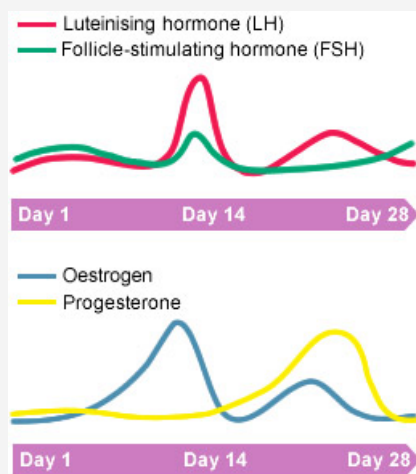 Luteinising hormone (LH)
Follicle-stimulating hormone (FSH)
Day 1 Day 14 Day 28
Oestrogen
Progesterone
Day 1 Day 14 Day 28